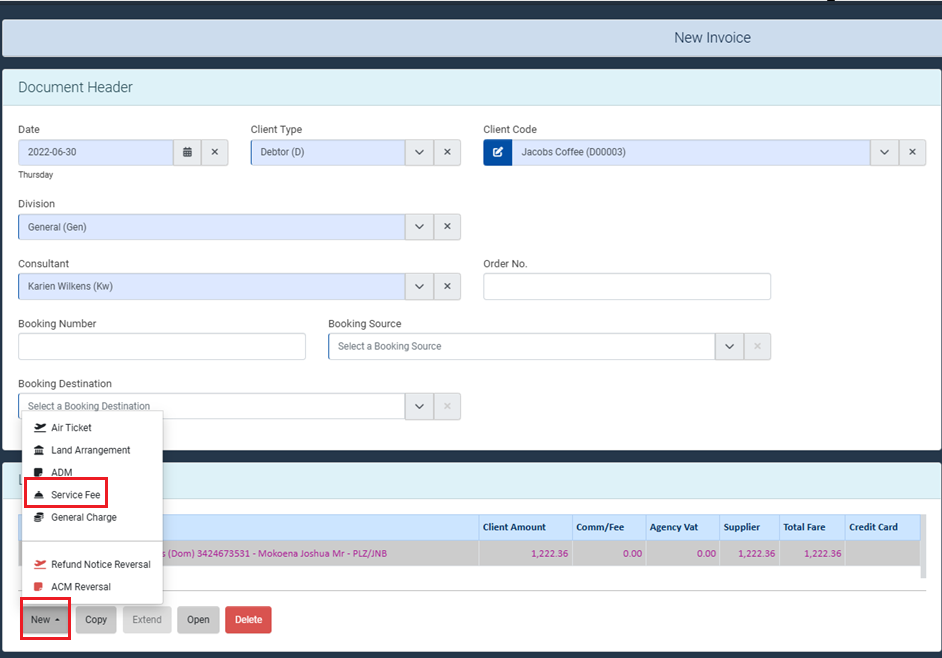 New Invoice
Document Header
Date
Client Type
Client Code
2022-06-30
Debtor (D)
Jacobs Coffee (D00003)
Thursday
Division
General (Gen)
Consultant
Order No.
Karien Wilkens (Kw)
Booking Number
Booking Source
Select a Booking Source
Booking Destination
Select a Booking Destination
Air Ticket
Land Arrangement
ADM
Service Fee
General Charge
Refund Notice Reversal
ACM Reversal
Client Amount Comm/Fee Agency Vat Supplier Total Fare Credit Card
(Dom) 3424673531 - Mokoena Joshua Mr - PLZ/JNB 1,222.36 0.00 0.00 1,222.36 1,222.36
New Copy Extend Open Delete